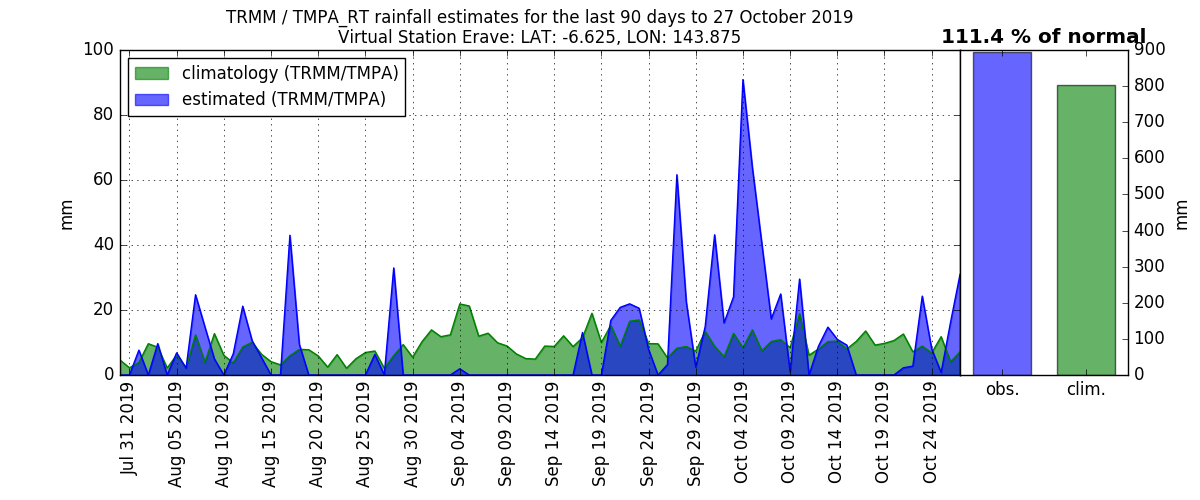 TRMM / TMPA_RT rainfall estimates for the last 90 days to 27 October 2019
Virtual Station Erave: LAT: -6.625, LON: 143.875
111.4 % of normal
climatology (TRMM/TMPA)
estimated (TRMM/TMPA)
mm
100
80
60
40
20
0
Jul 31 2019
Aug 05 2019
Aug 10 2019
Aug 15 2019
Aug 20 2019
Aug 25 2019
Aug 30 2019
Sep 04 2019
Sep 09 2019
Sep 14 2019
Sep 19 2019
Sep 24 2019
Sep 29 2019
Oct 04 2019
Oct 09 2019
Oct 14 2019
Oct 19 2019
Oct 24 2019
900
800
700
600
500
400
300
200
100
0
mm
obs.
clim.